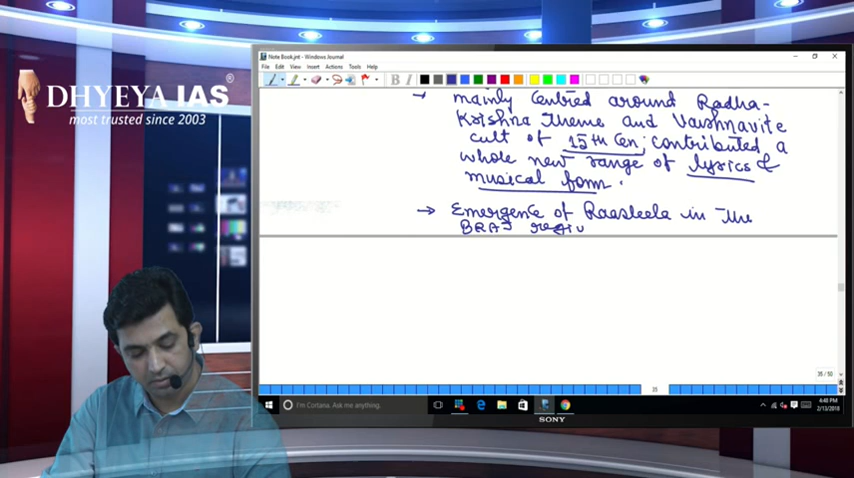 DHYEYA IAS®
most trusted since 2003
Note Book.jnt - Windows Journal
File Edit View Insert Actions Tools Help
→ mainly Centred around Radha-
Krishna theme and Vaishnavite
cult of 15th Cen; contributed a
whole new range of lyrics &
musical form.
→ Emergence of Raasleela in the
BRAJ regiu
35 / 50
35
I'm Cortana. Ask me anything.
4:48 PM
2/13/2018
SONY